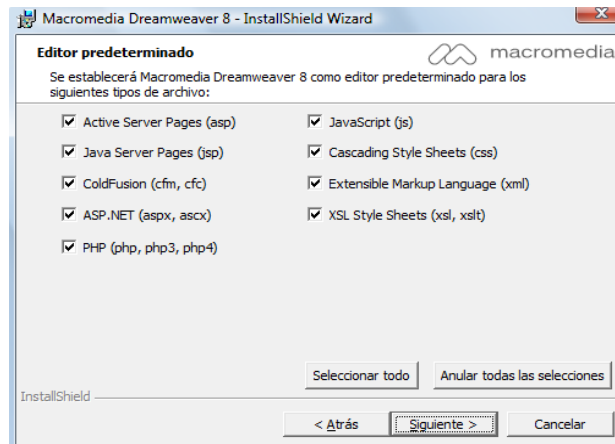 Macromedia Dreamweaver 8 - InstallShield Wizard
Editor predeterminado
macromedia
Se establecerá Macromedia Dreamweaver 8 como editor predeterminado para los
siguientes tipos de archivo:
Active Server Pages (asp)
JavaScript (js)
Java Server Pages (jsp)
Cascading Style Sheets (css)
ColdFusion (cfm, cfc)
Extensible Markup Language (xml)
ASP.NET (aspx, ascx)
XSL Style Sheets (xsl, xslt)
PHP (php, php3, php4)
Seleccionar todo
Anular todas las selecciones
InstallShield
< Atrás
Siguiente >
Cancelar